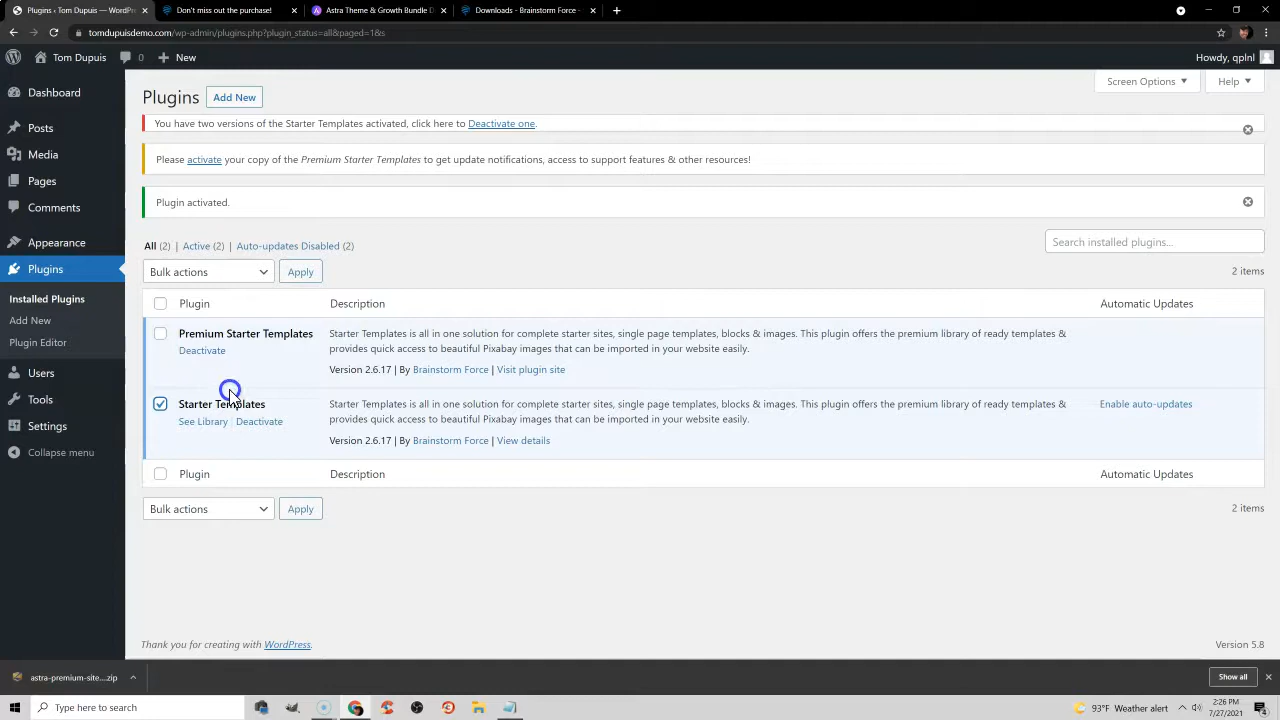 Plugins ‹ Tom Dupuis — WordPr
Don't miss out the purchase!
Astra Theme & Growth Bundle D
Downloads - Brainstorm Force -
tomdupuisdemo.com/wp-admin/plugins.php?plugin_status=all&paged=1&s
Tom Dupuis
0
New
Howdy, qplnl
Dashboard
Posts
Media
Pages
Comments
Appearance
Plugins
Installed Plugins
Add New
Plugin Editor
Users
Tools
Settings
Collapse menu
Screen Options
Help
Plugins
Add New
You have two versions of the Starter Templates activated, click here to Deactivate one.
Please activate your copy of the Premium Starter Templates to get update notifications, access to support features & other resources!
Plugin activated.
All (2) | Active (2) | Auto-updates Disabled (2)
Search installed plugins...
Bulk actions
Apply
2 items
Plugin
Description
Automatic Updates
Premium Starter Templates
Deactivate
Starter Templates is all in one solution for complete starter sites, single page templates, blocks & images. This plugin offers the premium library of ready templates &
provides quick access to beautiful Pixabay images that can be imported in your website easily.
Version 2.6.17 | By Brainstorm Force | Visit plugin site
Starter Templates
See Library | Deactivate
Starter Templates is all in one solution for complete starter sites, single page templates, blocks & images. This plugin offers the premium library of ready templates &
provides quick access to beautiful Pixabay images that can be imported in your website easily.
Version 2.6.17 | By Brainstorm Force | View details
Enable auto-updates
Plugin
Description
Automatic Updates
Bulk actions
Apply
2 items
Thank you for creating with WordPress.
Version 5.8
astra-premium-site....zip
Show all
Type here to search
93°F Weather alert
2:26 PM
7/27/2021
4